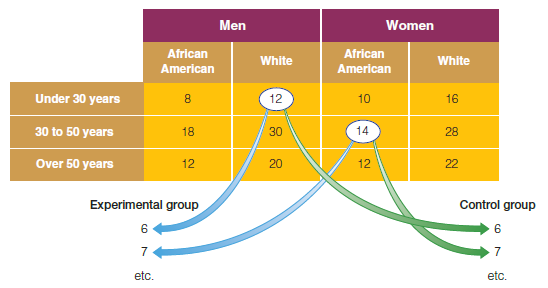 Men Women
African American White African American White
Under 30 years 8 12 10 16
30 to 50 years 18 30 14 28
Over 50 years 12 20 12 22
Experimental group Control group
6 6
7 7
etc. etc.